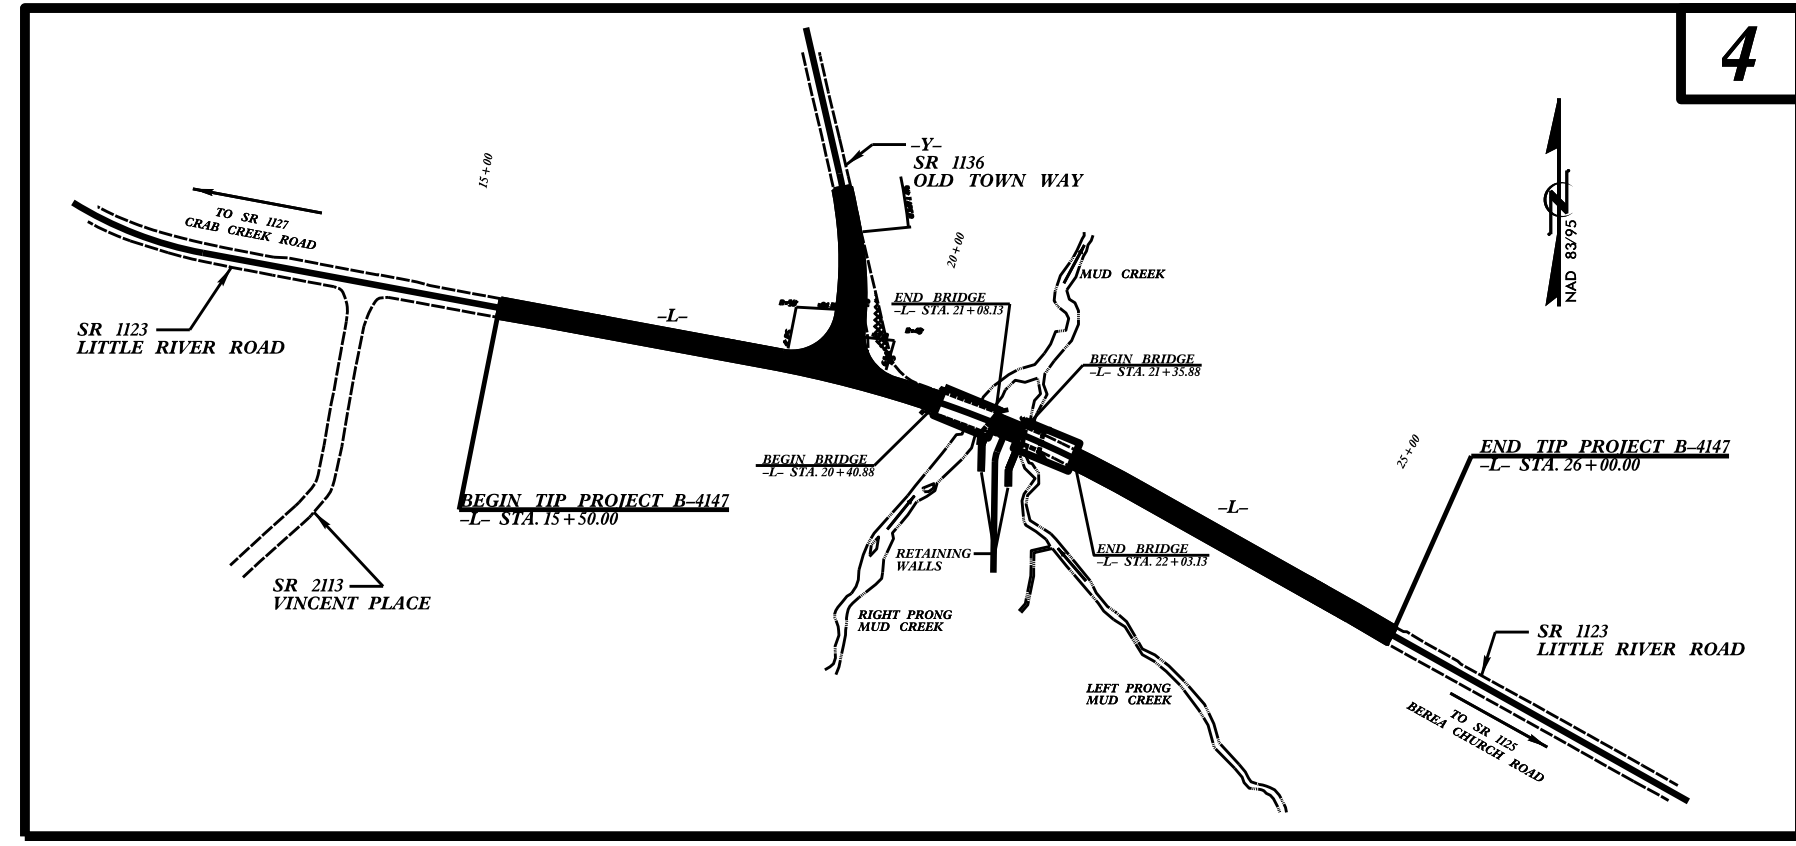 4
–Y–
SR 1136
OLD TOWN WAY
15+00
TO SR 1127
CRAB CREEK ROAD
20+00
NAD 83/95
MUD CREEK
END BRIDGE
–L– STA. 21+08.13
–L–
SR 1123
LITTLE RIVER ROAD
BEGIN BRIDGE
–L– STA. 21+35.88
25+00
END TIP PROJECT B–4147
–L– STA. 26+00.00
BEGIN BRIDGE
–L– STA. 20+40.88
BEGIN TIP PROJECT B–4147
–L– STA. 15+50.00
–L–
RETAINING
WALLS
END BRIDGE
–L– STA. 22+03.13
SR 2113
VINCENT PLACE
RIGHT PRONG
MUD CREEK
SR 1123
LITTLE RIVER ROAD
LEFT PRONG
MUD CREEK
TO SR 1125
BEREA CHURCH ROAD